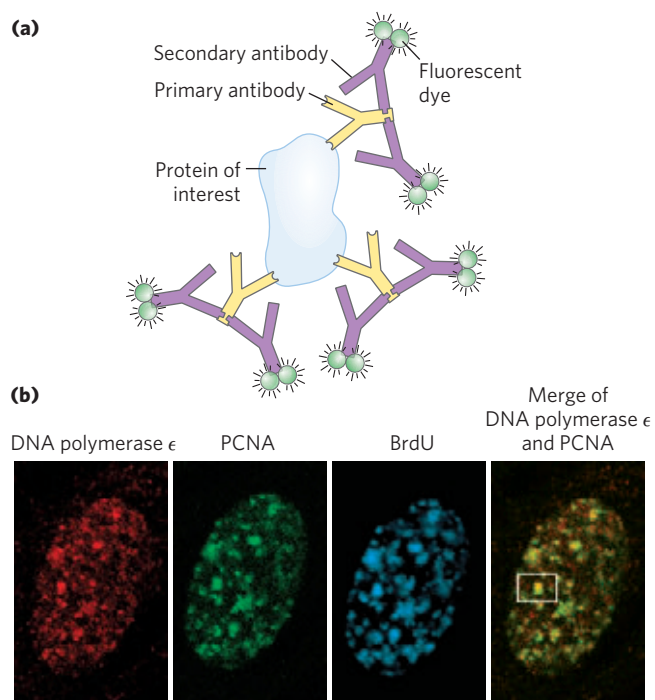 (a)
Secondary antibody
Primary antibody
Fluorescent
dye
Protein of
interest
(b)
DNA polymerase ϵ
PCNA
BrdU
Merge of
DNA polymerase ϵ
and PCNA